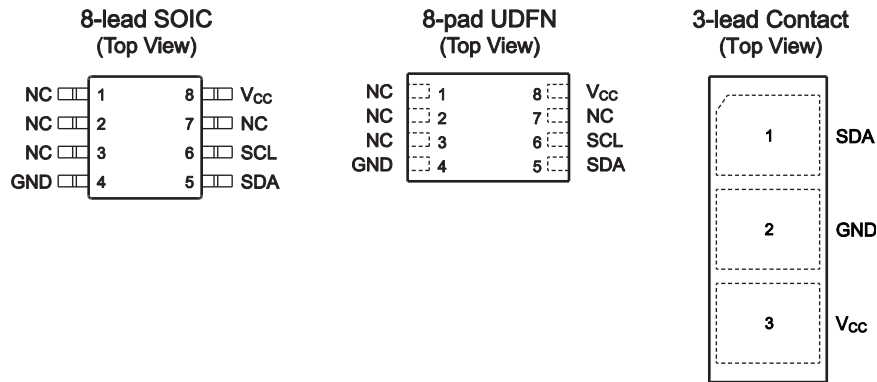 8-lead SOIC
(Top View)
NC 1 8 VCC
NC 2 7 NC
NC 3 6 SCL
GND 4 5 SDA
8-pad UDFN
(Top View)
NC 1 8 VCC
NC 2 7 NC
NC 3 6 SCL
GND 4 5 SDA
3-lead Contact
(Top View)
1 SDA
2 GND
3 VCC